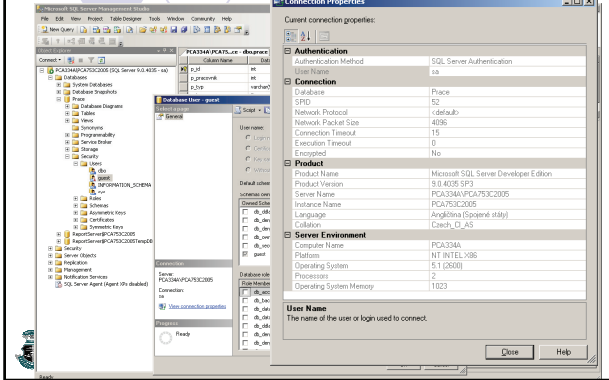 Microsoft SQL Server Management Studio
File Edit View Project Table Designer Tools Window Community Help
New Query
Object Explorer
Connect
PCA334A\PCA753C2005 (SQL Server 9.0.4035 - sa)
Databases
System Databases
Database Snapshots
Prace
Database Diagrams
Tables
Views
Synonyms
Programmability
Service Broker
Storage
Security
Users
dbo
guest
INFORMATION_SCHEMA
sys
Roles
Schemas
Asymmetric Keys
Certificates
Symmetric Keys
ReportServer$PCA753C2005
ReportServer$PCA753C2005TempDB
Security
Server Objects
Replication
Management
Notification Services
SQL Server Agent (Agent XPs disabled)
Ready
PCA334A\PCA75...ce - dbo.prace
Column Name
p_id int
p_pracovnik int
p_typ
Database User - guest
Select a page
General
Script
User name:
Default schem
Schemas own
Owned Sche
guest
Database role
Role Member
Connection
Server:
PCA334A\PCA753C2005
Connection:
sa
View connection properties
Progress
Ready
Connection Properties
Current connection properties:
Authentication
Authentication Method SQL Server Authentication
User Name sa
Connection
Database Prace
SPID 52
Network Protocol <default>
Network Packet Size 4096
Connection Timeout 15
Execution Timeout 0
Encrypted No
Product
Product Name Microsoft SQL Server Developer Edition
Product Version 9.0.4035 SP3
Server Name PCA334A\PCA753C2005
Instance Name PCA753C2005
Language Angličtina (Spojené státy)
Collation Czech_CI_AS
Server Environment
Computer Name PCA334A
Platform NT INTEL X86
Operating System 5.1 (2600)
Processors 2
Operating System Memory 1023
User Name
The name of the user or login used to connect.
Close Help